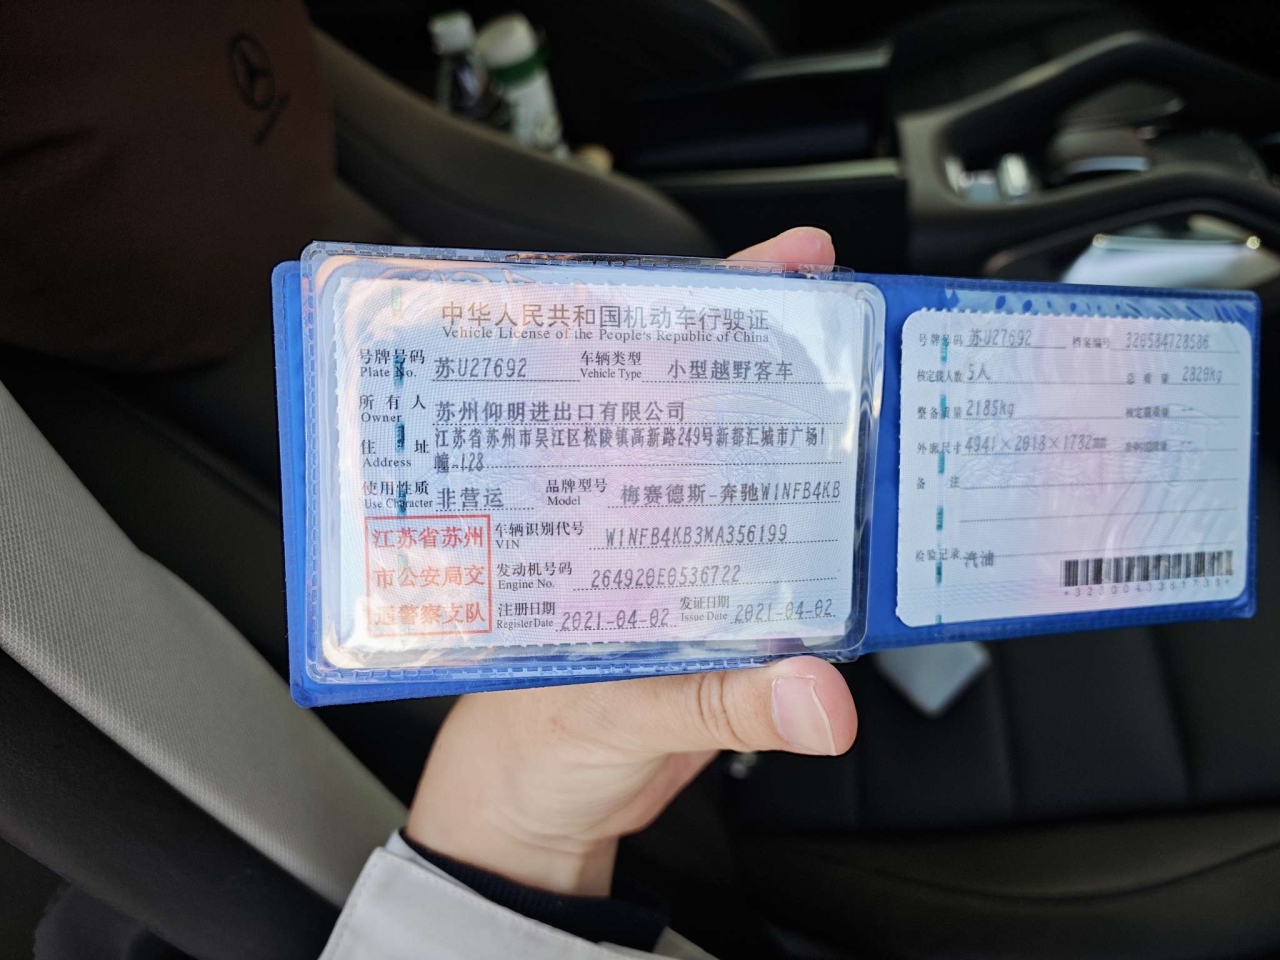 中华人民共和国机动车行驶证
Vehicle License of the People's Republic of China
号牌号码 苏U27692 车辆类型 小型越野客车
Plate No. Vehicle Type
所有人 苏州仰明进出口有限公司
Owner
住址 江苏省苏州市吴江区松陵镇高新路249号新都汇城市广场1
Address 幢-128
使用性质 非营运 品牌型号 梅赛德斯-奔驰W1NFB4KB
Use Character Model
江苏省苏州
市公安局交
通警察支队
车辆识别代号 W1NFB4KB3MA356199
VIN
发动机号码 264920E0536722
Engine No.
注册日期 2021-04-02 发证日期 2021-04-02
Register Date Issue Date
号牌号码 苏U27692 档案编号 320584728586
核定载人数 5人 总质量 2820kg
整备质量 2185kg 核定载质量 --
外廓尺寸 4941×2018×1782mm
备注
检验记录 汽油